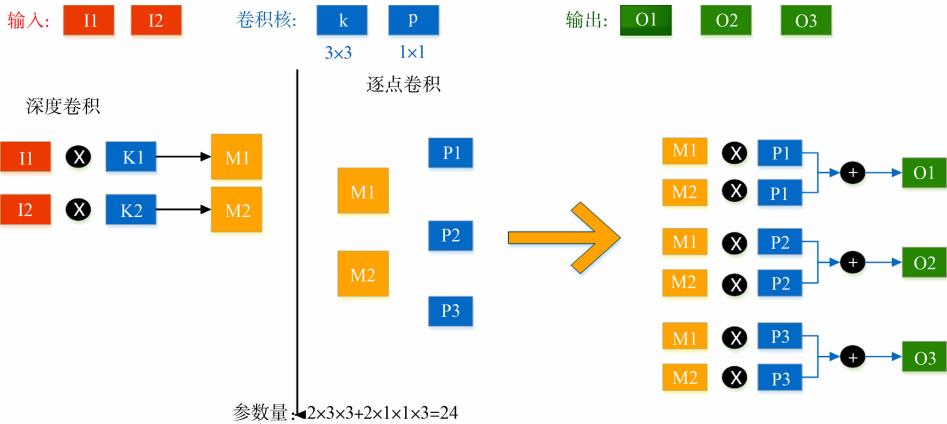 输入: I1 I2 卷积核: k p 输出: O1 O2 O3
3×3 1×1
逐点卷积
深度卷积
I1 X K1 M1
I2 X K2 M2
P1
M1
P2
M2
P3
M1 X P1
M2 X P1
+ O1
M1 X P2
M2 X P2
+ O2
M1 X P3
M2 X P3
+ O3
参数量: 2×3×3+2×1×1×3=24